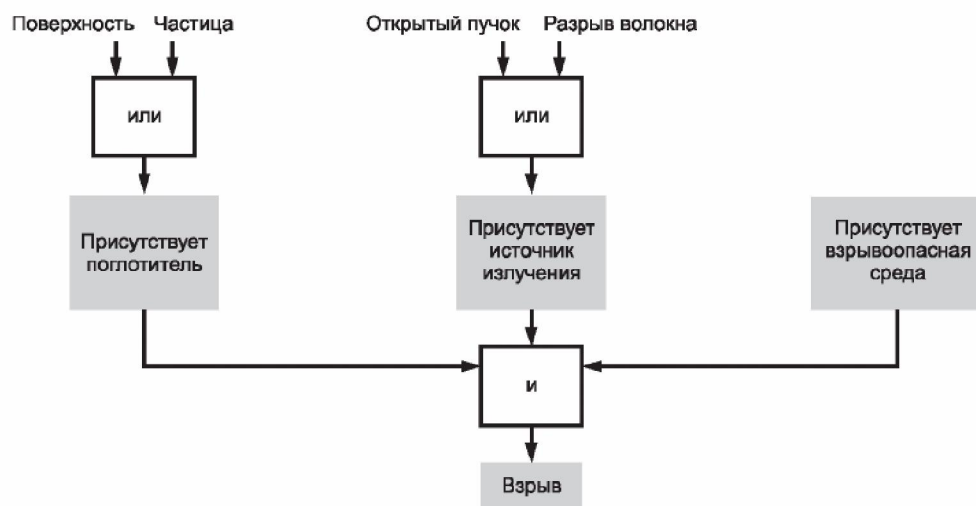 Поверхность Частица
Открытый пучок Разрыв волокна
или
или
Присутствует
поглотитель
Присутствует
источник
излучения
Присутствует
взрывоопасная
среда
и
Взрыв